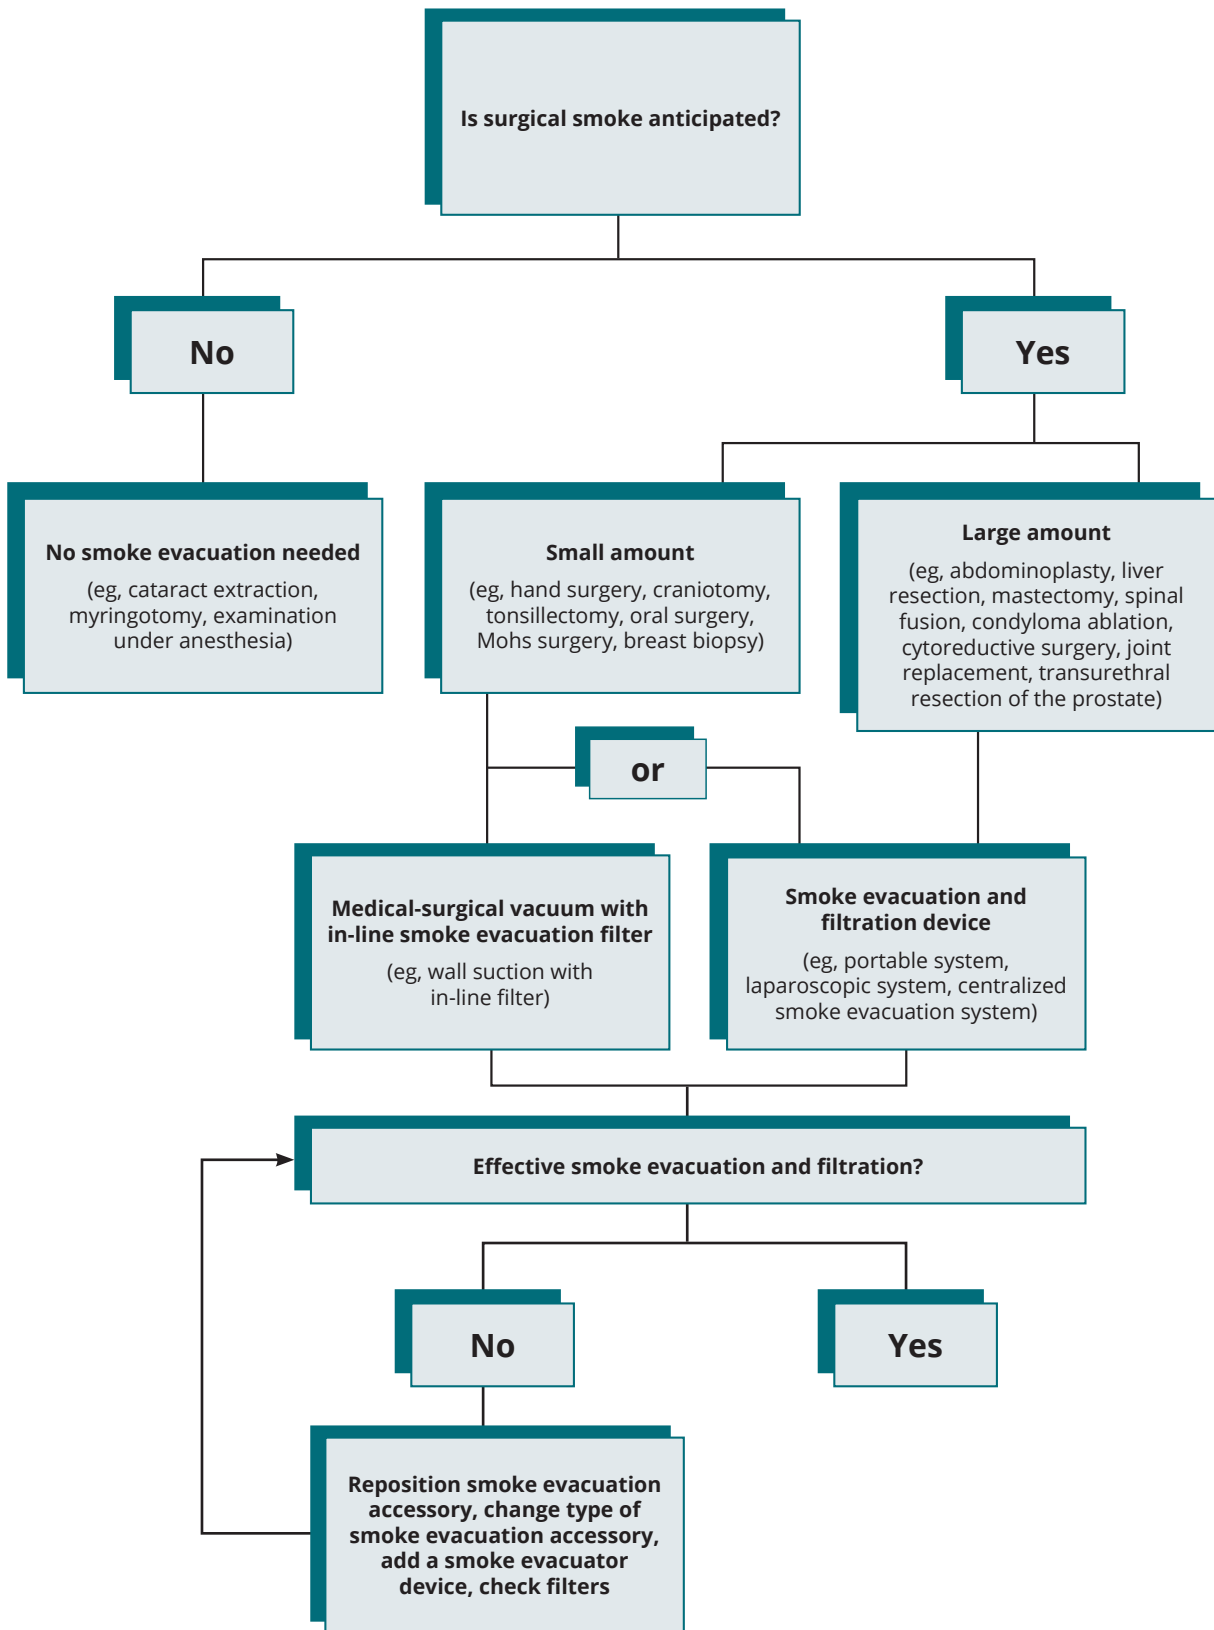 Is surgical smoke anticipated?
No
Yes
No smoke evacuation needed
(eg, cataract extraction,
myringotomy, examination
under anesthesia)
Small amount
(eg, hand surgery, craniotomy,
tonsillectomy, oral surgery,
Mohs surgery, breast biopsy)
Large amount
(eg, abdominoplasty, liver
resection, mastectomy, spinal
fusion, condyloma ablation,
cytoreductive surgery, joint
replacement, transurethral
resection of the prostate)
or
Medical-surgical vacuum with
in-line smoke evacuation filter
(eg, wall suction with
in-line filter)
Smoke evacuation and
filtration device
(eg, portable system,
laparoscopic system, centralized
smoke evacuation system)
Effective smoke evacuation and filtration?
No
Yes
Reposition smoke evacuation
accessory, change type of
smoke evacuation accessory,
add a smoke evacuator
device, check filters